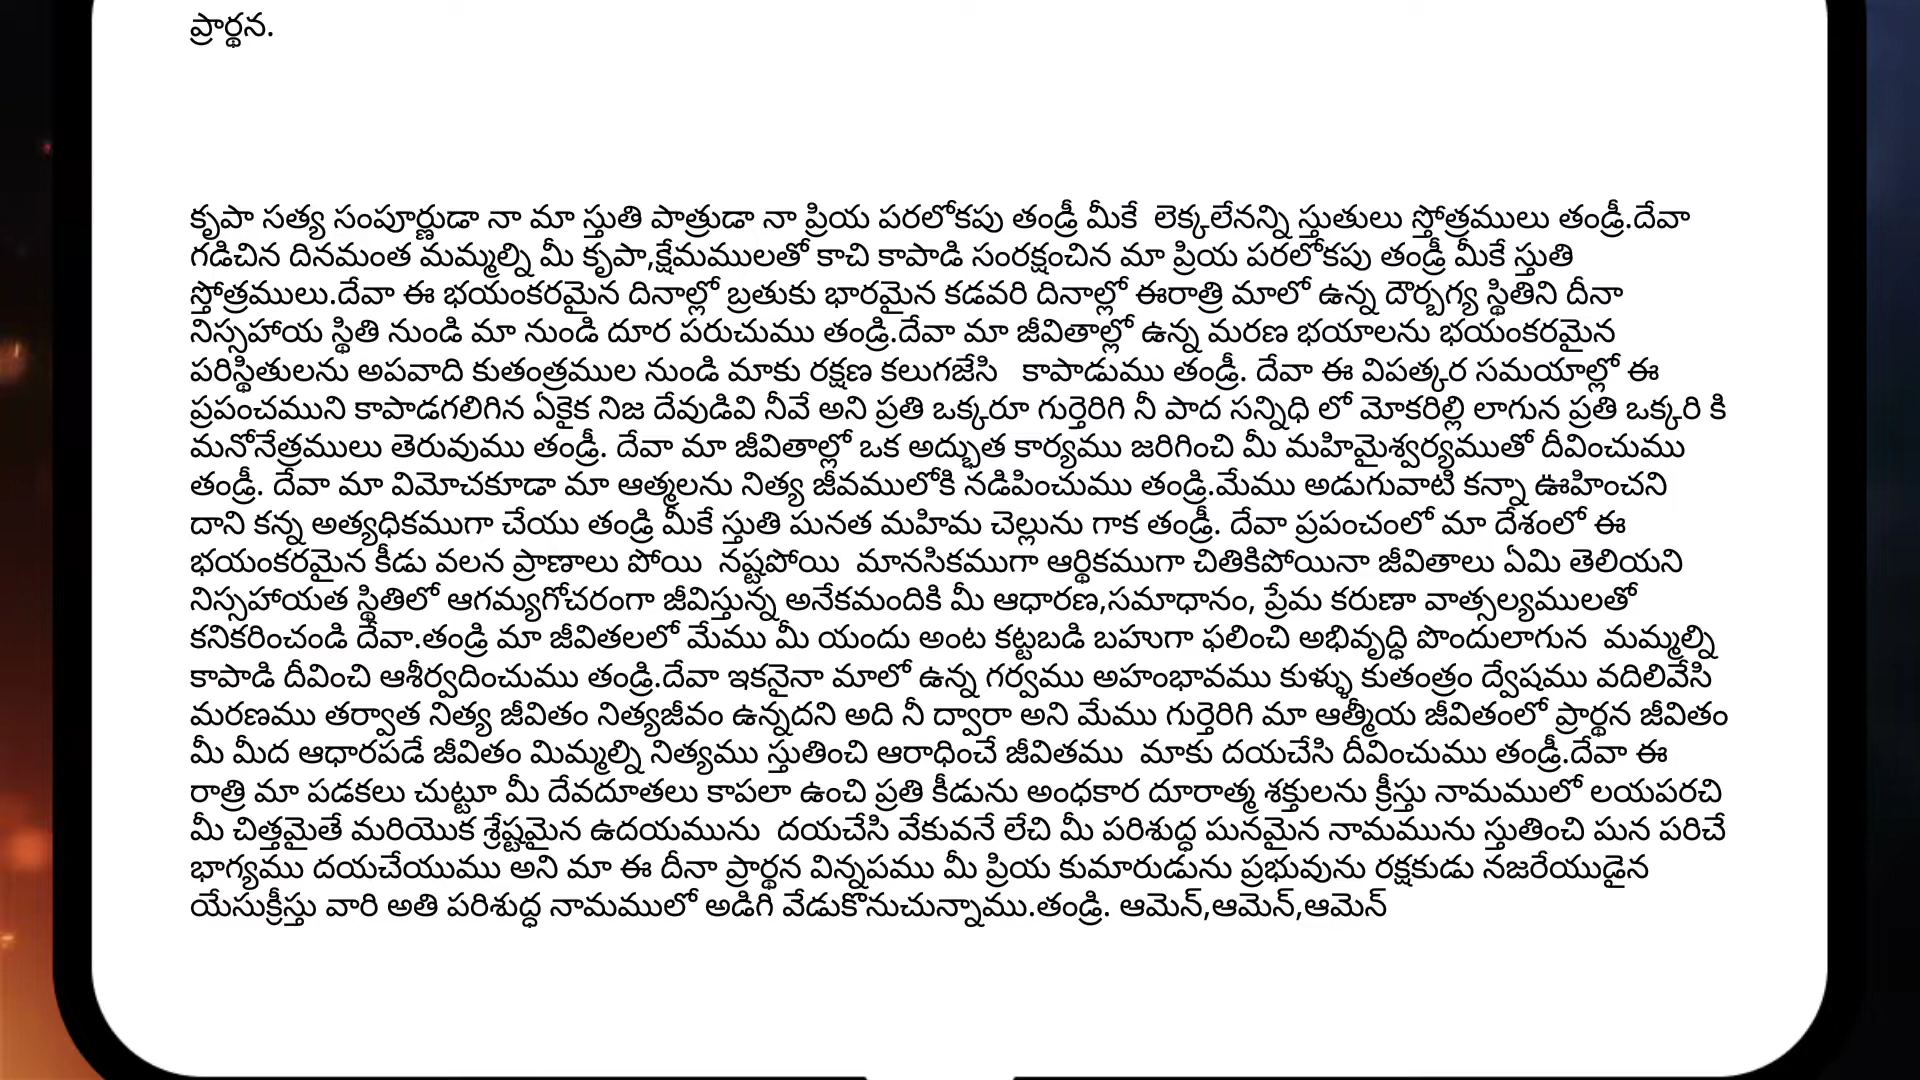 ప్రార్థన.
కృపా సత్య సంపూర్ణుడా నా మా స్తుతి పాత్రుడా నా ప్రియ పరలోకపు తండ్రీ మీకే  లెక్కలేనన్ని స్తుతులు స్తోత్రములు తండ్రీ.దేవా
గడిచిన దినమంత మమ్మల్ని మీ కృపా,క్షేమములతో కాచి కాపాడి సంరక్షించిన మా ప్రియ పరలోకపు తండ్రీ మీకే స్తుతి
స్తోత్రములు.దేవా ఈ భయంకరమైన దినాల్లో బ్రతుకు భారమైన కడవరి దినాల్లో ఈరాత్రి మాలో ఉన్న దౌర్భగ్య స్థితిని దీనా
నిస్సహాయ స్థితి నుండి మా నుండి దూర పరుచుము తండ్రి.దేవా మా జీవితాల్లో ఉన్న మరణ భయాలను భయంకరమైన
పరిస్థితులను అపవాది కుతంత్రముల నుండి మాకు రక్షణ కలుగజేసి   కాపాడుము తండ్రీ. దేవా ఈ విపత్కర సమయాల్లో ఈ
ప్రపంచముని కాపాడగలిగిన ఏకైక నిజ దేవుడివి నీవే అని ప్రతి ఒక్కరూ గుర్తెరిగి నీ పాద సన్నిధి లో మోకరిల్లి లాగున ప్రతి ఒక్కరి కి
మనోనేత్రములు తెరువుము తండ్రీ. దేవా మా జీవితాల్లో ఒక అద్భుత కార్యము జరిగించి మీ మహిమైశ్వర్యముతో దీవించుము
తండ్రీ. దేవా మా విమోచకూడా మా ఆత్మలను నిత్య జీవములోకి నడిపించుము తండ్రి.మేము అడుగువాటి కన్నా ఊహించని
దాని కన్న అత్యధికముగా చేయు తండ్రి మీకే స్తుతి ఘనత మహిమ చెల్లును గాక తండ్రీ. దేవా ప్రపంచంలో మా దేశంలో ఈ
భయంకరమైన కీడు వలన ప్రాణాలు పోయి  నష్టపోయి  మానసికముగా ఆర్థికముగా చితికిపోయినా జీవితాలు ఏమి తెలియని
నిస్సహాయత స్థితిలో ఆగమ్యగోచరంగా జీవిస్తున్న అనేకమందికి మీ ఆధారణ,సమాధానం, ప్రేమ కరుణా వాత్సల్యములతో
కనికరించండి దేవా.తండ్రి మా జీవితలలో మేము మీ యందు అంట కట్టబడి బహుగా ఫలించి అభివృద్ధి పొందులాగున  మమ్మల్ని
కాపాడి దీవించి ఆశీర్వదించుము తండ్రి.దేవా ఇకనైనా మాలో ఉన్న గర్వము అహంభావము కుళ్ళు కుతంత్రం ద్వేషము వదిలివేసి
మరణము తర్వాత నిత్య జీవితం నిత్యజీవం ఉన్నదని అది నీ ద్వారా అని మేము గుర్తెరిగి మా ఆత్మీయ జీవితంలో ప్రార్థన జీవితం
మీ మీద ఆధారపడే జీవితం మిమ్మల్ని నిత్యము స్తుతించి ఆరాధించే జీవితము  మాకు దయచేసి దీవించుము తండ్రీ.దేవా ఈ
రాత్రి మా పడకలు చుట్టూ మీ దేవదూతలు కాపలా ఉంచి ప్రతి కీడును అంధకార దూరాత్మ శక్తులను క్రీస్తు నామములో లయపరచి
మీ చిత్తమైతే మరియొక శ్రేష్టమైన ఉదయమును  దయచేసి వేకువనే లేచి మీ పరిశుద్ధ ఘనమైన నామమును స్తుతించి ఘన పరిచే
భాగ్యము దయచేయుము అని మా ఈ దీనా ప్రార్థన విన్నపము మీ ప్రియ కుమారుడును ప్రభువును రక్షకుడు నజరేయుడైన
యేసుక్రీస్తు వారి అతి పరిశుద్ధ నామములో అడిగి వేడుకొనుచున్నాము.తండ్రి. ఆమెన్,ఆమెన్,ఆమెన్